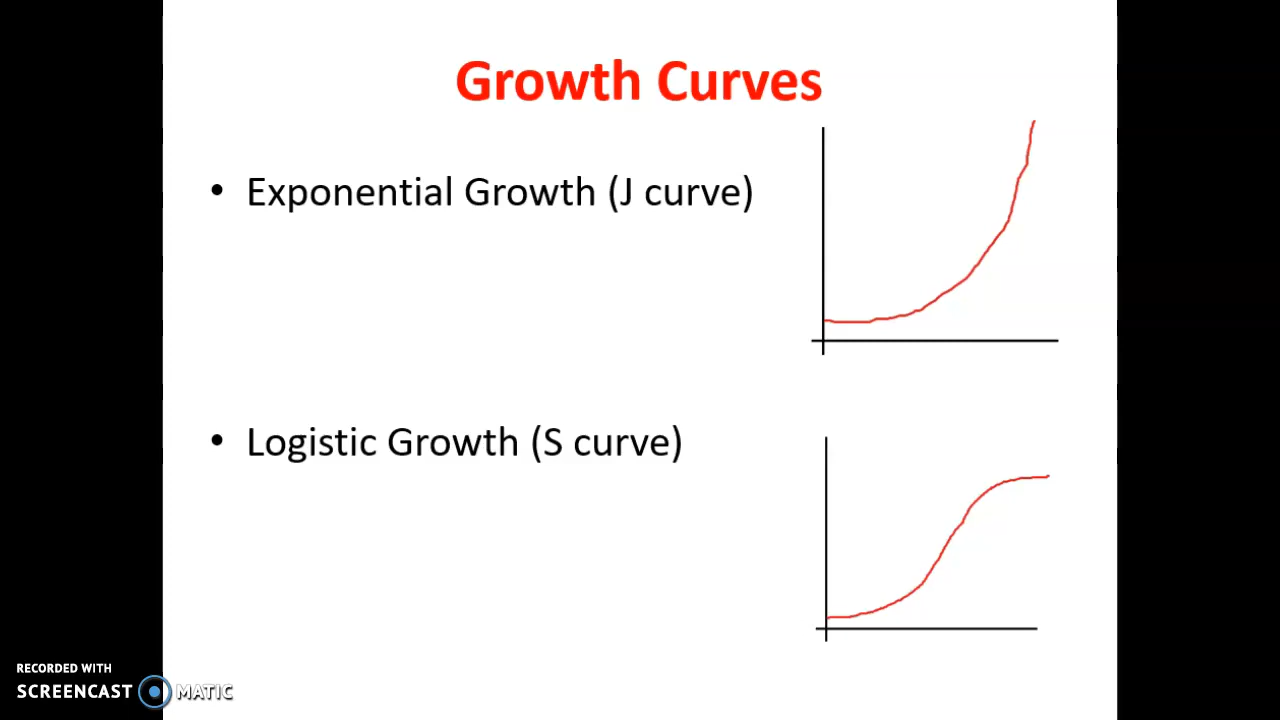 Growth Curves
• Exponential Growth (J curve)
• Logistic Growth (S curve)
RECORDED WITH
SCREENCAST MATIC